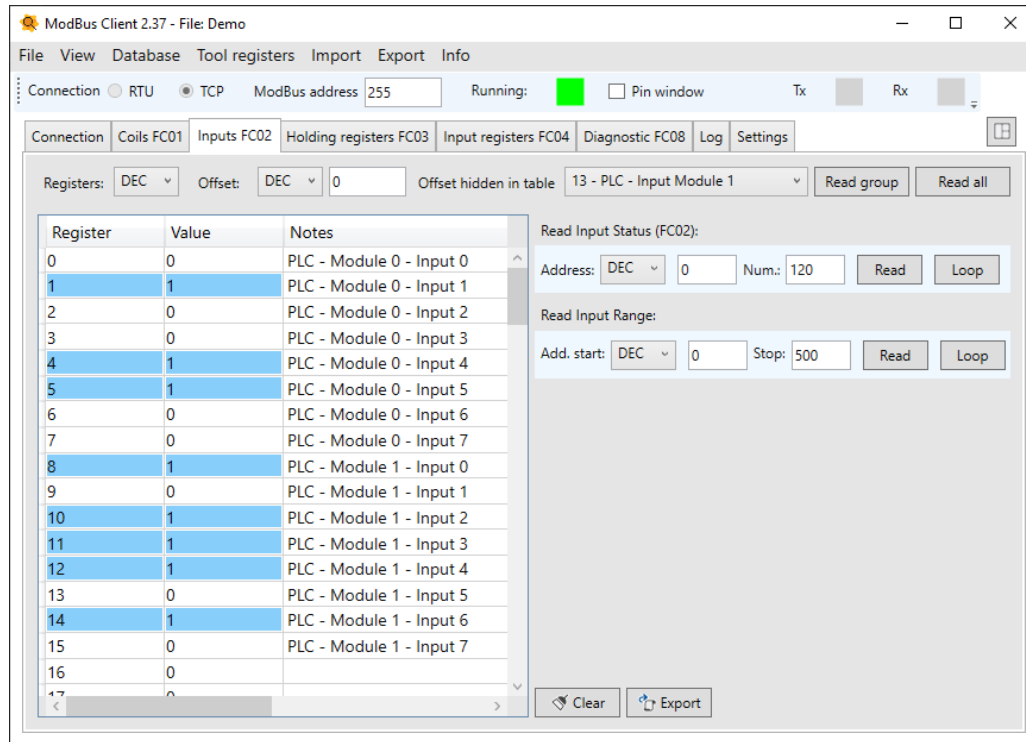 ModBus Client 2.37 - File: Demo
File View Database Tool registers Import Export Info
Connection RTU TCP ModBus address 255 Running: Pin window Tx Rx
Connection Coils FC01 Inputs FC02 Holding registers FC03 Input registers FC04 Diagnostic FC08 Log Settings
Registers: DEC Offset: DEC 0 Offset hidden in table 13 - PLC - Input Module 1 Read group Read all
Register Value Notes
0 0 PLC - Module 0 - Input 0
1 1 PLC - Module 0 - Input 1
2 0 PLC - Module 0 - Input 2
3 0 PLC - Module 0 - Input 3
4 1 PLC - Module 0 - Input 4
5 1 PLC - Module 0 - Input 5
6 0 PLC - Module 0 - Input 6
7 0 PLC - Module 0 - Input 7
8 1 PLC - Module 1 - Input 0
9 0 PLC - Module 1 - Input 1
10 1 PLC - Module 1 - Input 2
11 1 PLC - Module 1 - Input 3
12 1 PLC - Module 1 - Input 4
13 0 PLC - Module 1 - Input 5
14 1 PLC - Module 1 - Input 6
15 0 PLC - Module 1 - Input 7
16 0
17 0
Read Input Status (FC02):
Address: DEC 0 Num.: 120 Read Loop
Read Input Range:
Add. start: DEC 0 Stop: 500 Read Loop
Clear Export